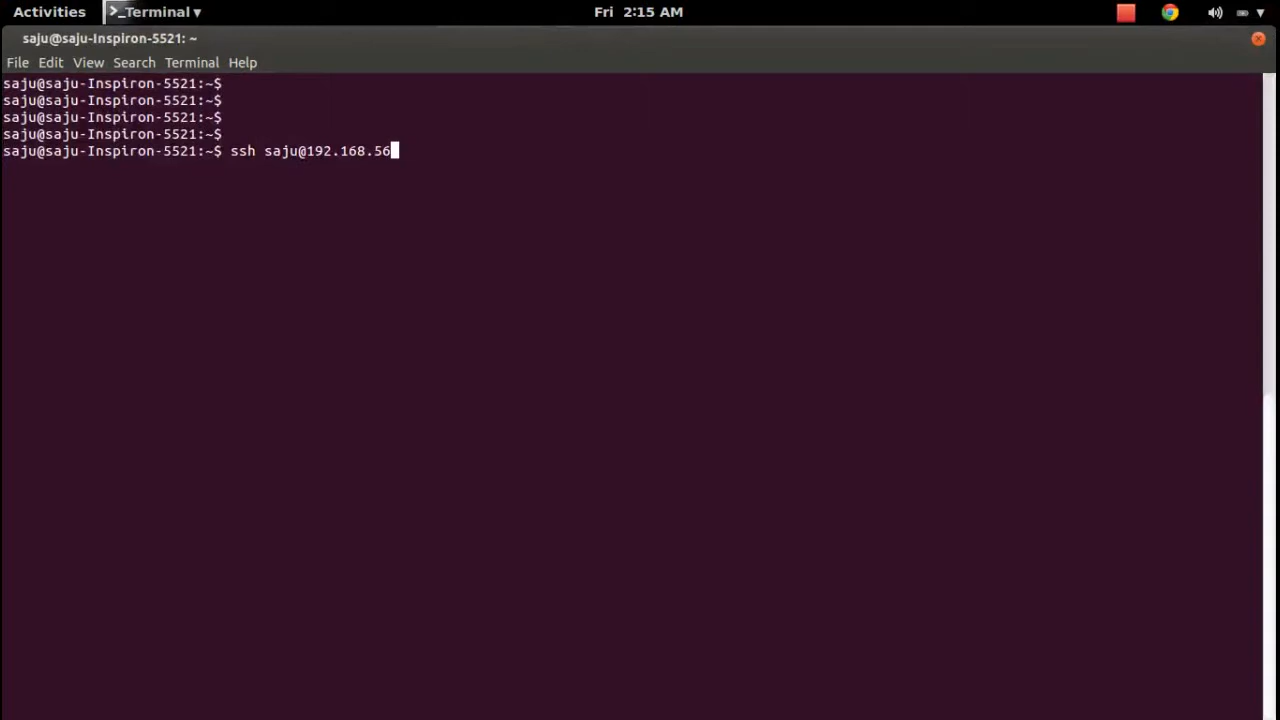 Activities
Terminal
Fri 2:15 AM
saju@saju-Inspiron-5521: ~
File Edit View Search Terminal Help
saju@saju-Inspiron-5521:~$
saju@saju-Inspiron-5521:~$
saju@saju-Inspiron-5521:~$
saju@saju-Inspiron-5521:~$
saju@saju-Inspiron-5521:~$ ssh saju@192.168.56